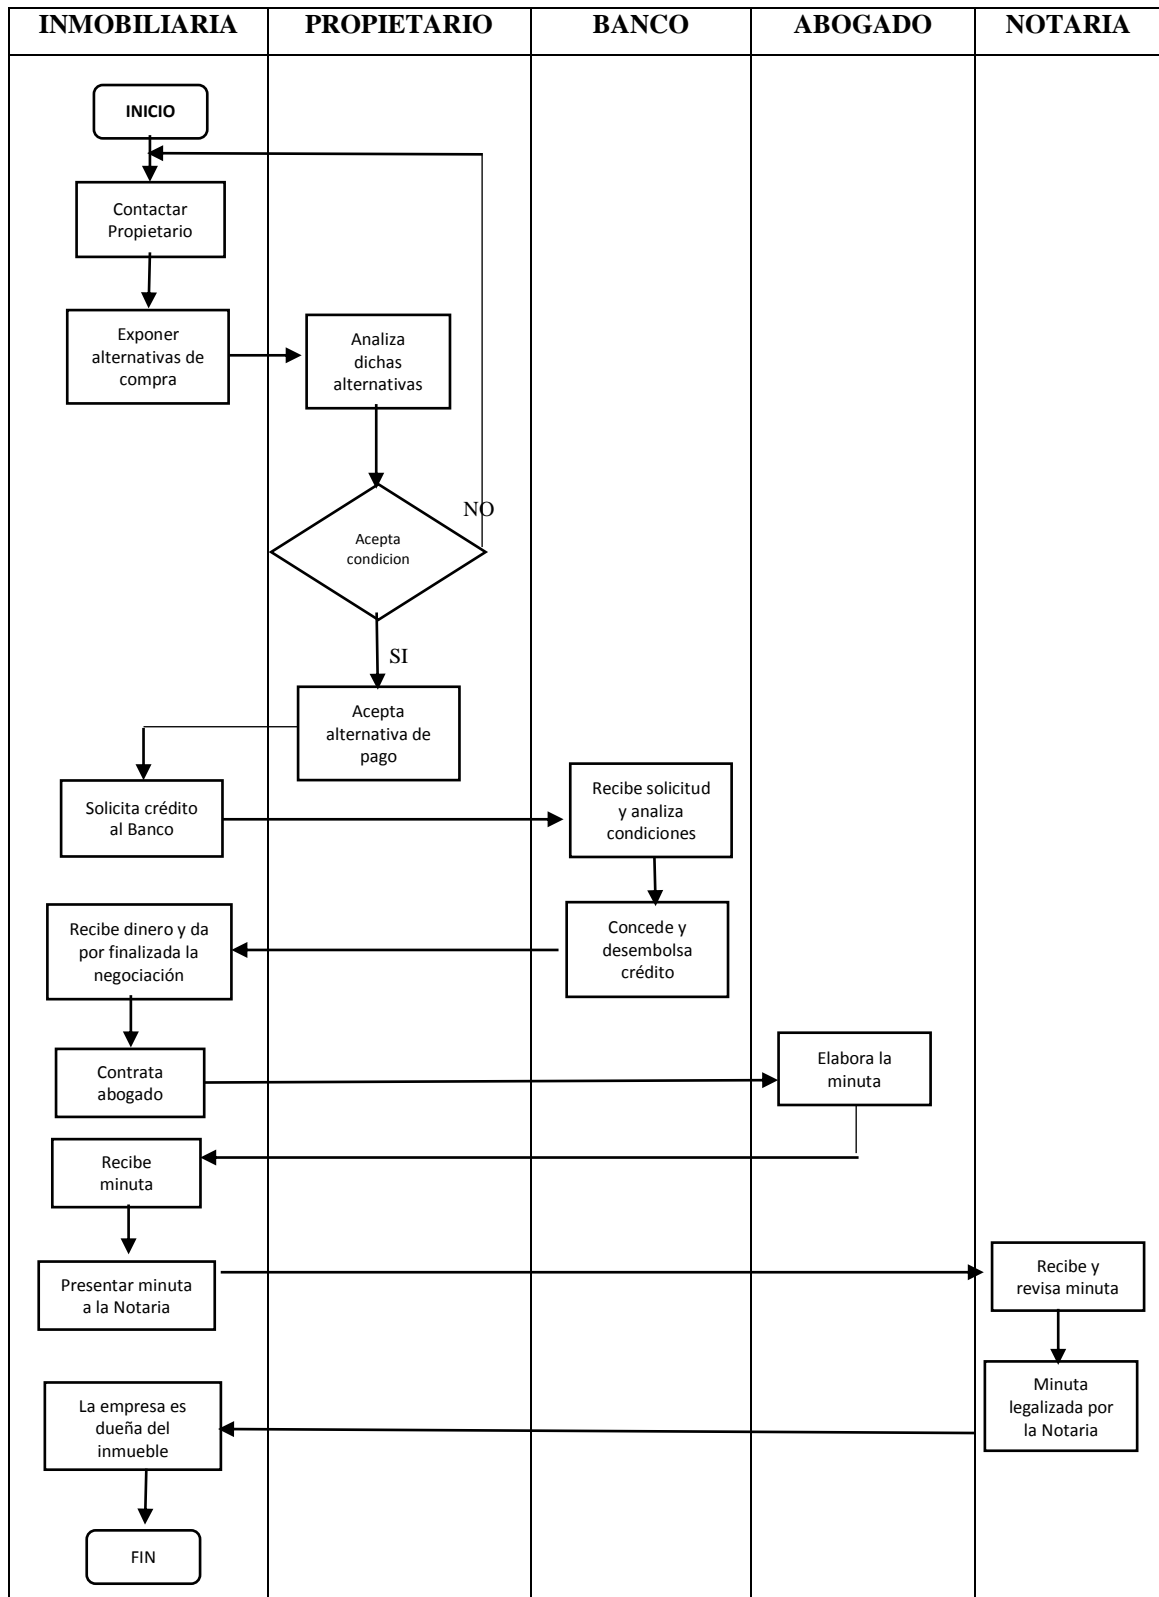 INMOBILIARIA PROPIETARIO BANCO ABOGADO NOTARIA
INICIO
Contactar
Propietario
Exponer
alternativas de
compra
Analiza
dichas
alternativas
NO
Acepta
condicion
SI
Acepta
alternativa de
pago
Solicita crédito
al Banco
Recibe solicitud
y analiza
condiciones
Concede y
desembolsa
crédito
Recibe dinero y da
por finalizada la
negociación
Contrata
abogado
Elabora la
minuta
Recibe
minuta
Presentar minuta
a la Notaria
Recibe y
revisa minuta
Minuta
legalizada por
la Notaria
La empresa es
dueña del
inmueble
FIN